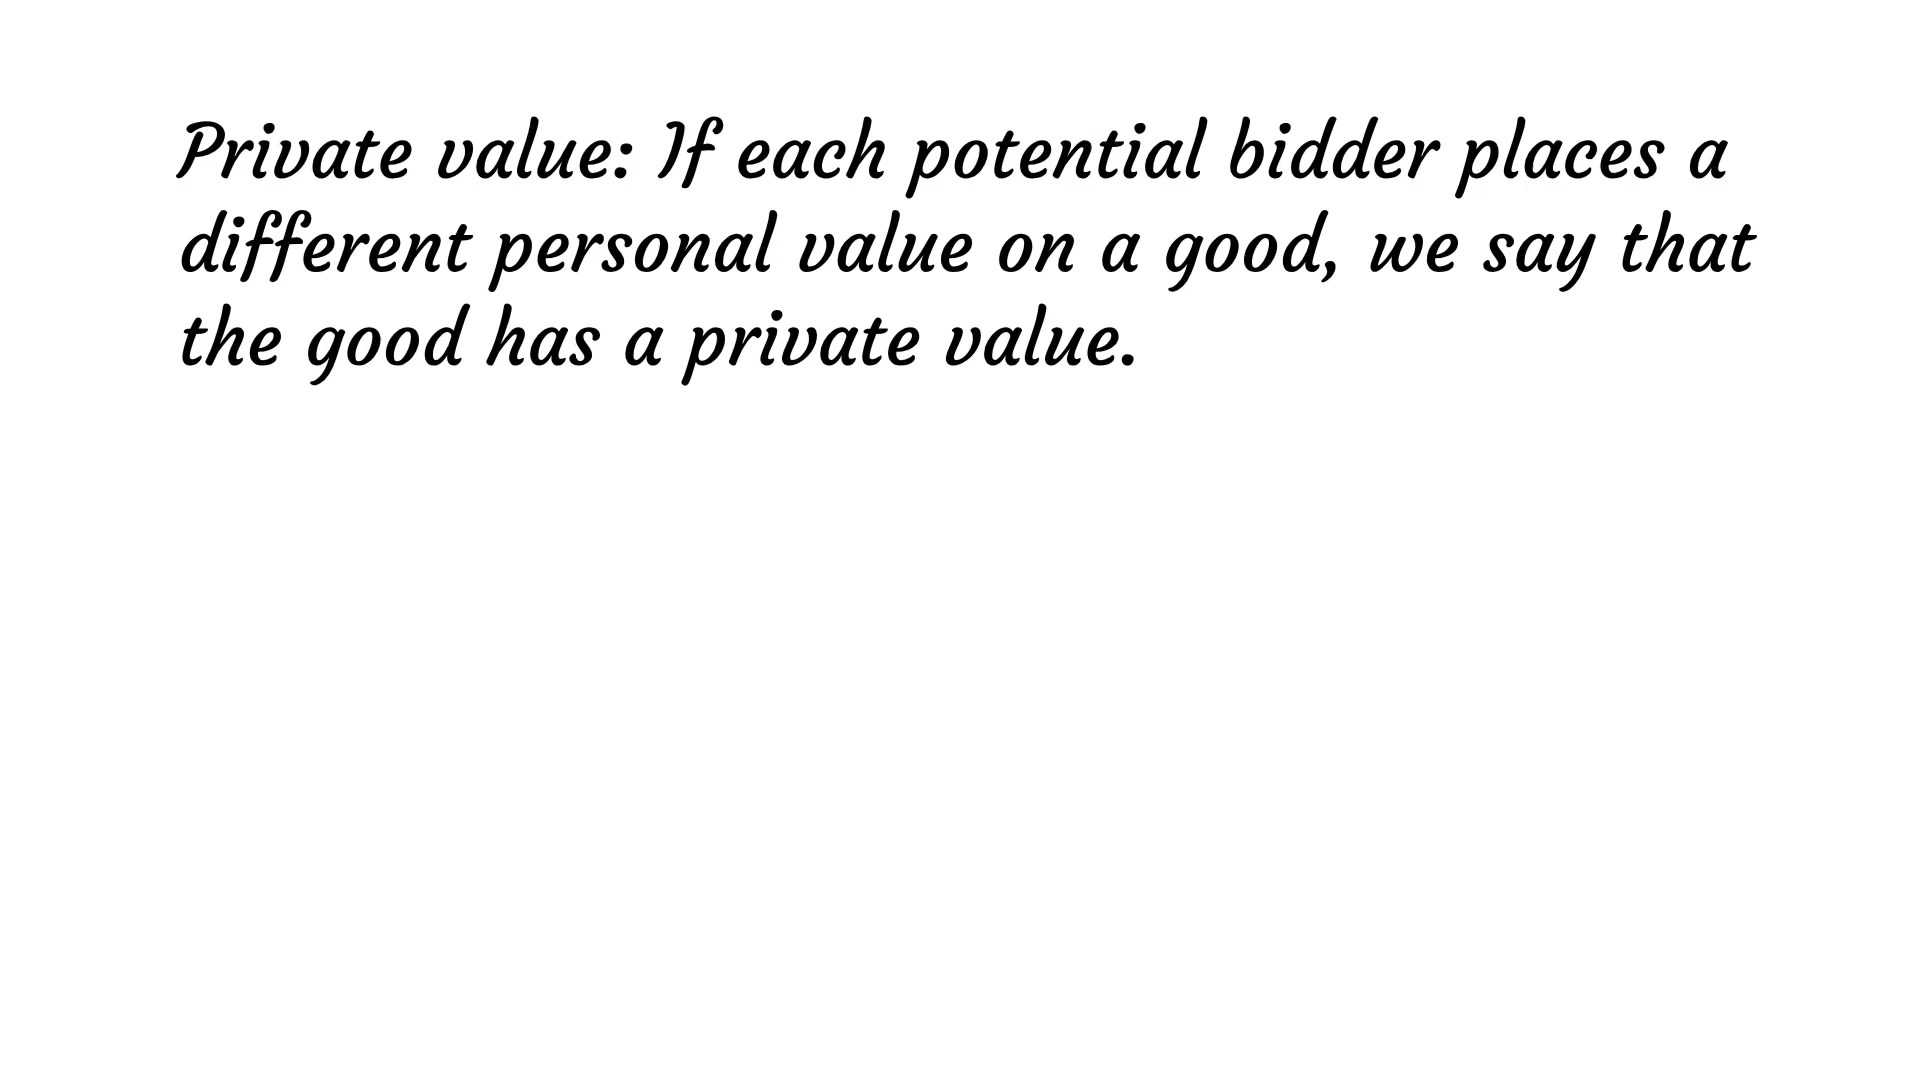 Private value: If each potential bidder places a
different personal value on a good, we say that
the good has a private value.